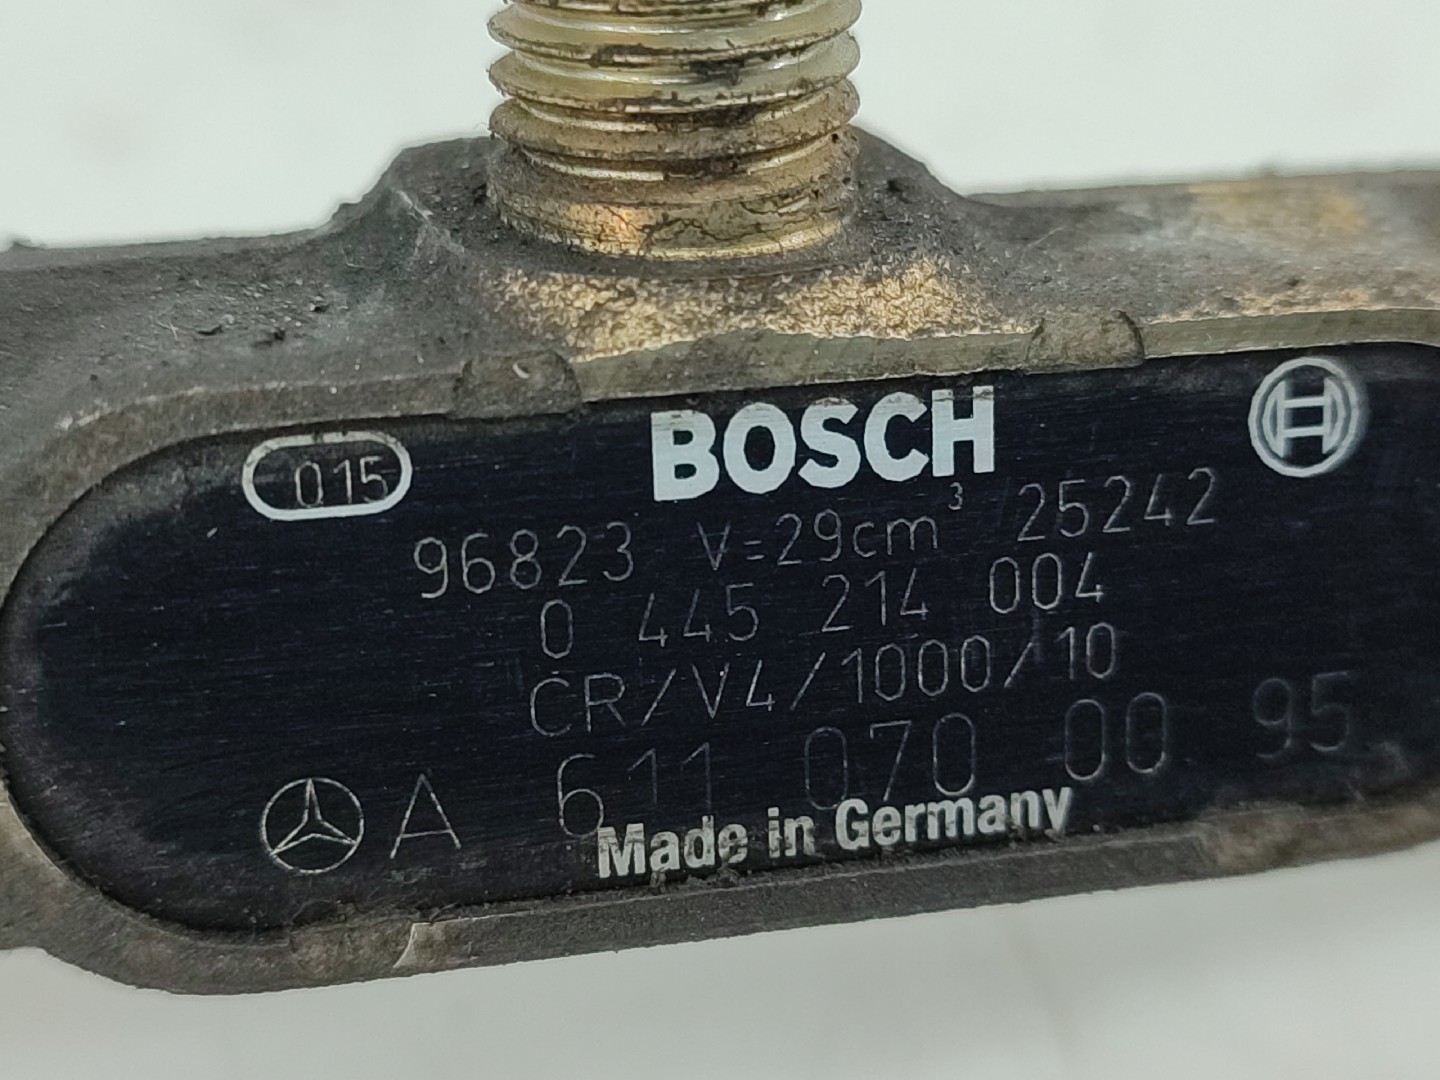 BOSCH
015
96823 V=29cm³ 25242
0 445 214 004
CR/V4/1000/10
A 611 070 00 95
Made in Germany